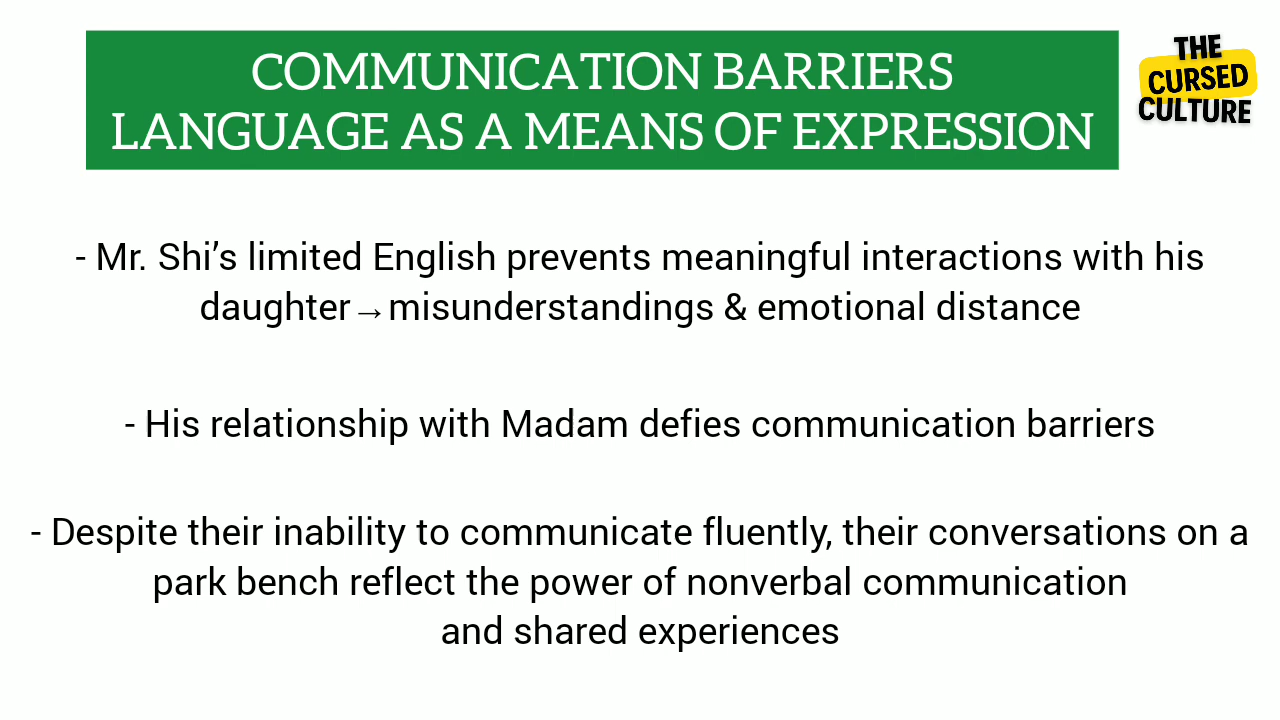 COMMUNICATION BARRIERS
LANGUAGE AS A MEANS OF EXPRESSION
THE
CURSED
CULTURE
- Mr. Shi’s limited English prevents meaningful interactions with his
daughter→misunderstandings & emotional distance
- His relationship with Madam defies communication barriers
- Despite their inability to communicate fluently, their conversations on a
park bench reflect the power of nonverbal communication
and shared experiences